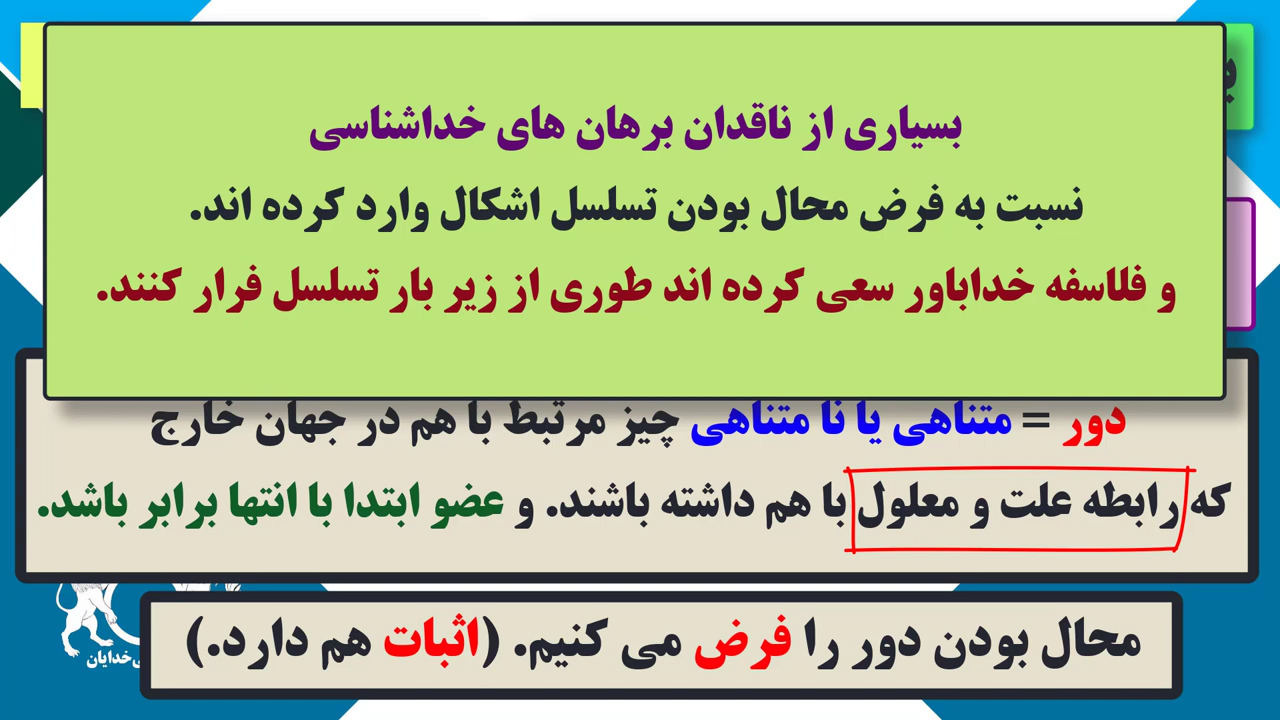 بسیاری از ناقدان برهان های خداشناسی
نسبت به فرض محال بودن تسلسل اشکال وارد کرده اند.
و فلاسفه خداباور سعی کرده اند طوری از زیر بار تسلسل فرار کنند.
دور = متناهی یا نا متناهی چیز مرتبط با هم در جهان خارج
که رابطه علت و معلول با هم داشته باشند. و عضو ابتدا با انتها برابر باشد.
محال بودن دور را فرض می کنیم. (اثبات هم دارد.)